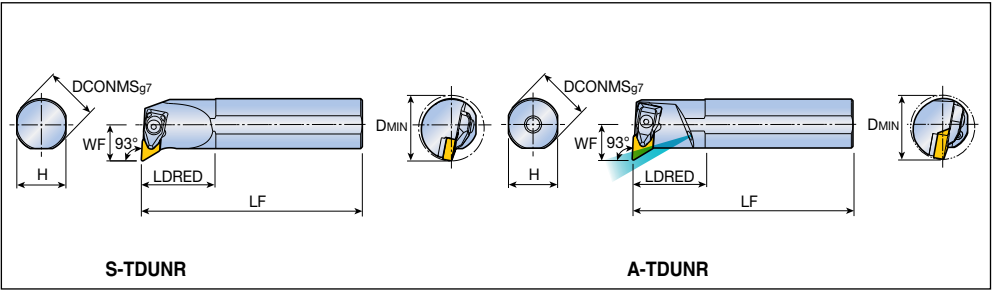 DCONMSg7
WF
93°
H
LDRED
LF
DMIN
S-TDUNR
DCONMSg7
WF
93°
H
LDRED
LF
DMIN
A-TDUNR